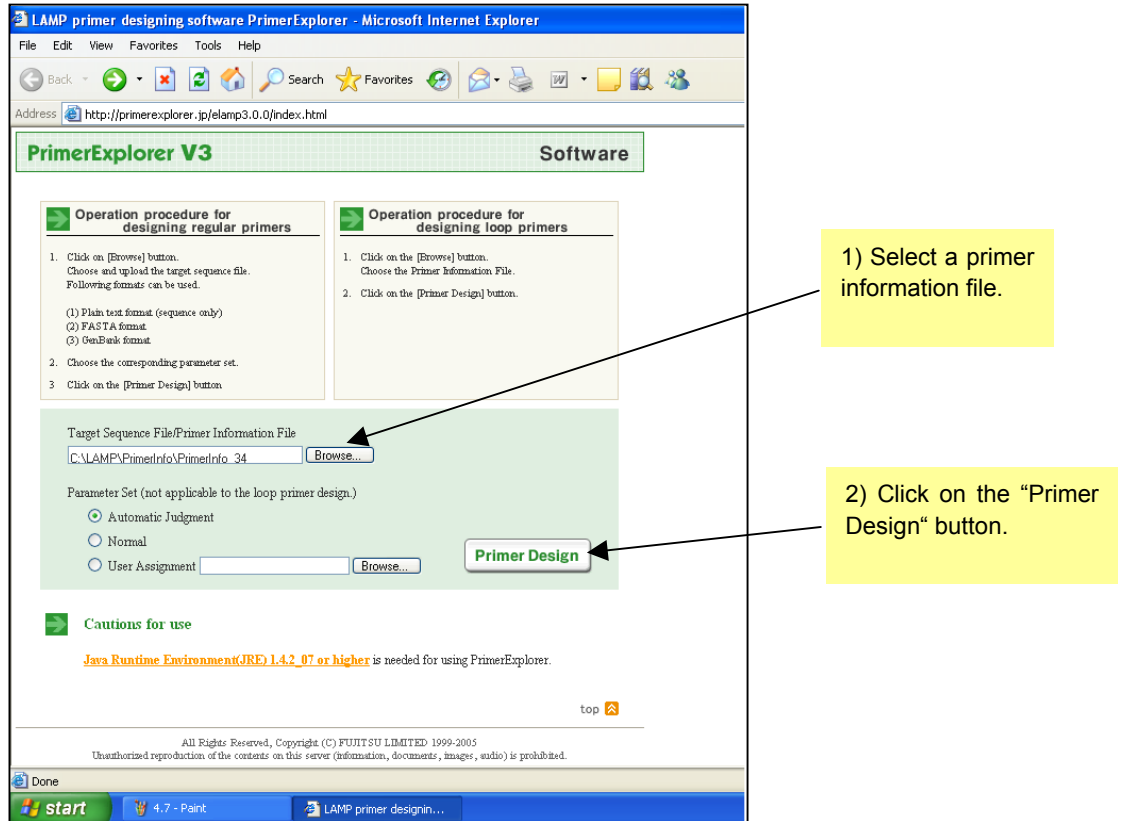 LAMP primer designing software PrimerExplorer - Microsoft Internet Explorer
File Edit View Favorites Tools Help
Back Search Favorites
Address http://primerexplorer.jp/elamp3.0.0/index.html
PrimerExplorer V3 Software
Operation procedure for
designing regular primers
1. Click on [Browse] button.
Choose and upload the target sequence file.
Following formats can be used.
(1) Plain text format (sequence only)
(2) FASTA format
(3) GenBank format
2. Choose the corresponding parameter set.
3 Click on the [Primer Design] button
Operation procedure for
designing loop primers
1. Click on the [Browse] button.
Choose the Primer Information File.
2. Click on the [Primer Design] button.
1) Select a primer
information file.
Target Sequence File/Primer Information File
C:\LAMP\PrimerInfo\PrimerInfo_34 Browse...
Parameter Set (not applicable to the loop primer design.)
Automatic Judgment
Normal
User Assignment Browse...
Primer Design
2) Click on the “Primer
Design“ button.
Cautions for use
Java Runtime Environment(JRE) 1.4.2_07 or higher is needed for using PrimerExplorer.
top
All Rights Reserved, Copyright (C) FUJITSU LIMITED 1999-2005
Unauthorized reproduction of the contents on this server (information, documents, images, audio) is prohibited.
Done
start 4.7 - Paint LAMP primer designin...